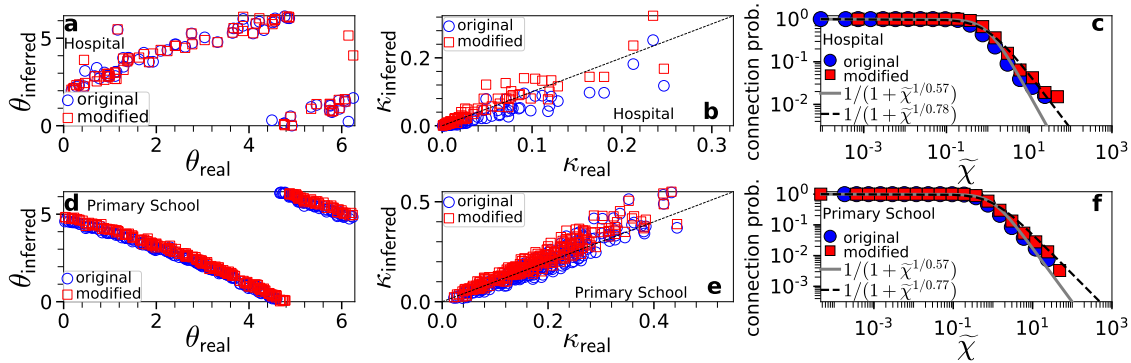 a
Hospital
original
modified
θinferred
5
0
0 2 4 6
θreal
original
modified
Hospital
b
κinferred
0.2
0.0
0.0 0.1 0.2 0.3
κreal
c
Hospital
original
modified
1/(1 + χ̃^1/0.57)
1/(1 + χ̃^1/0.78)
connection prob.
10^0
10^−1
10^−2
10^−3 10^−1 10^1 10^3
χ̃
d
Primary School
original
modified
θinferred
5
0
0 2 4 6
θreal
original
modified
e
Primary School
κinferred
0.5
0.0
0.0 0.2 0.4
κreal
f
Primary School
original
modified
1/(1 + χ̃^1/0.57)
1/(1 + χ̃^1/0.77)
connection prob.
10^0
10^−1
10^−2
10^−3
10^−3 10^−1 10^1 10^3
χ̃